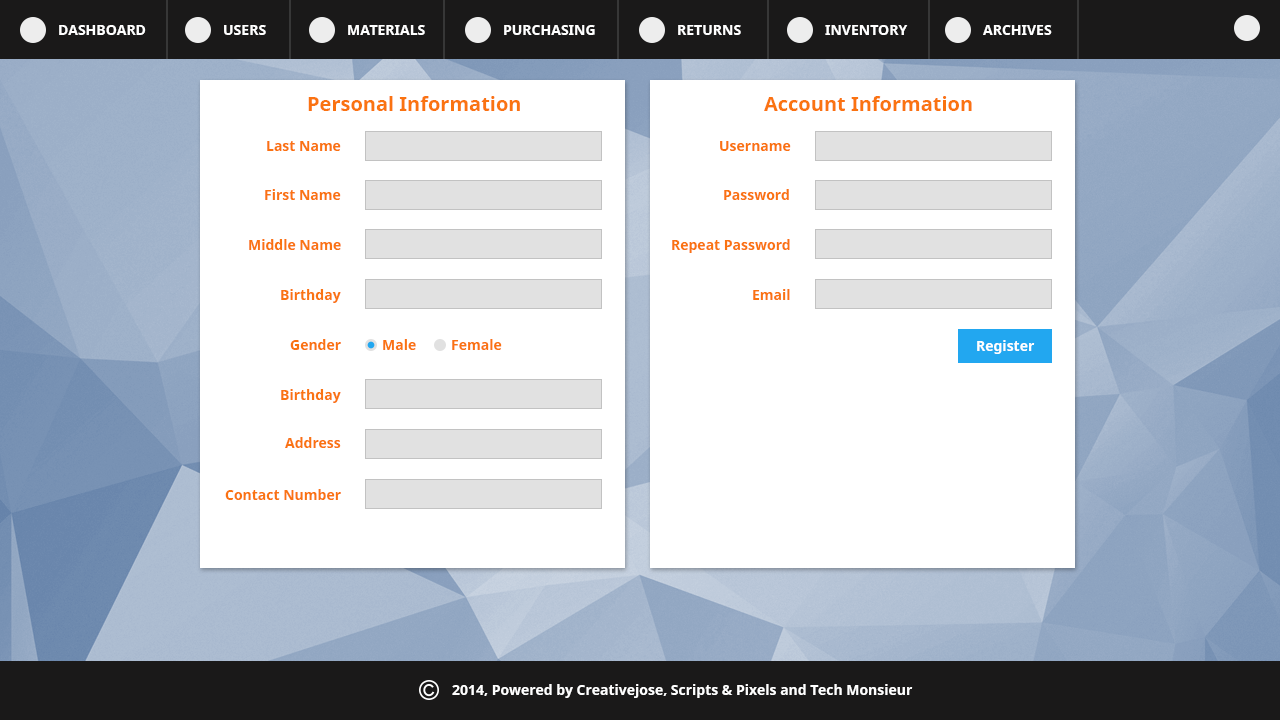 DASHBOARD USERS MATERIALS PURCHASING RETURNS INVENTORY ARCHIVES
Personal Information
Last Name
First Name
Middle Name
Birthday
Gender Male Female
Birthday
Address
Contact Number
Account Information
Username
Password
Repeat Password
Email
Register
© 2014, Powered by Creativejose, Scripts & Pixels and Tech Monsieur